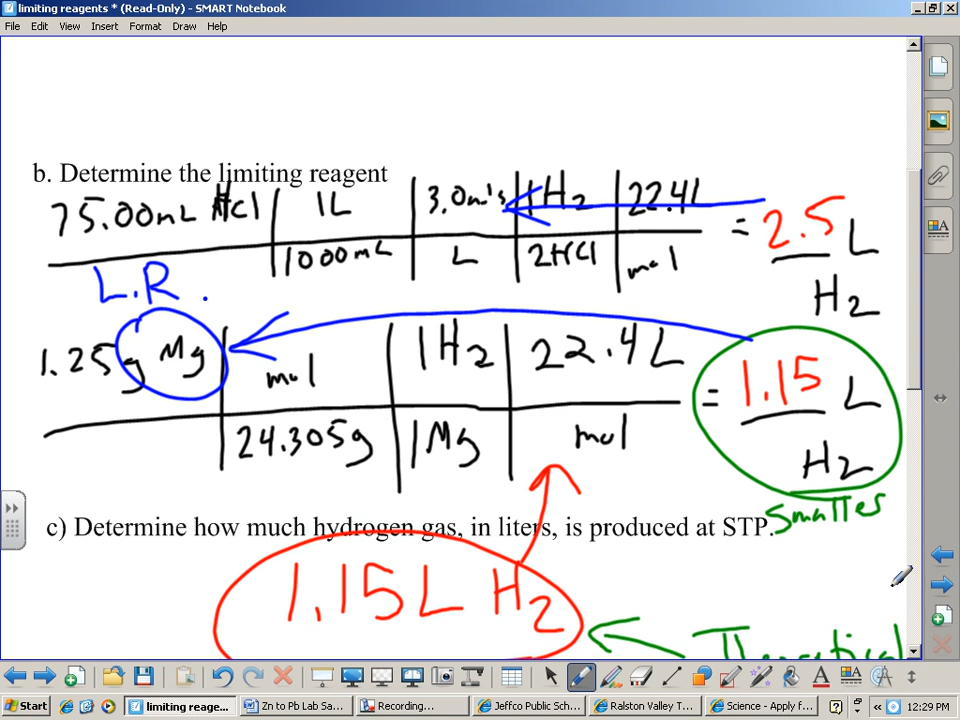 limiting reagents * (Read-Only) - SMART Notebook
File Edit View Insert Format Draw Help
b. Determine the limiting reagent
75.00mL HCl 1L 3.0mols 1H2 22.4L = 2.5 L
1000mL L 2HCl mol H2
L.R.
1.25g Mg mol 1H2 22.4L = 1.15 L
24.305g 1Mg mol H2
smaller
c) Determine how much hydrogen gas, in liters, is produced at STP.
1.15L H2
Theoretical
Start limiting reage... Zn to Pb Lab Sa... Recording... Jeffco Public Scho... Ralston Valley T... Science - Apply f... 12:29 PM